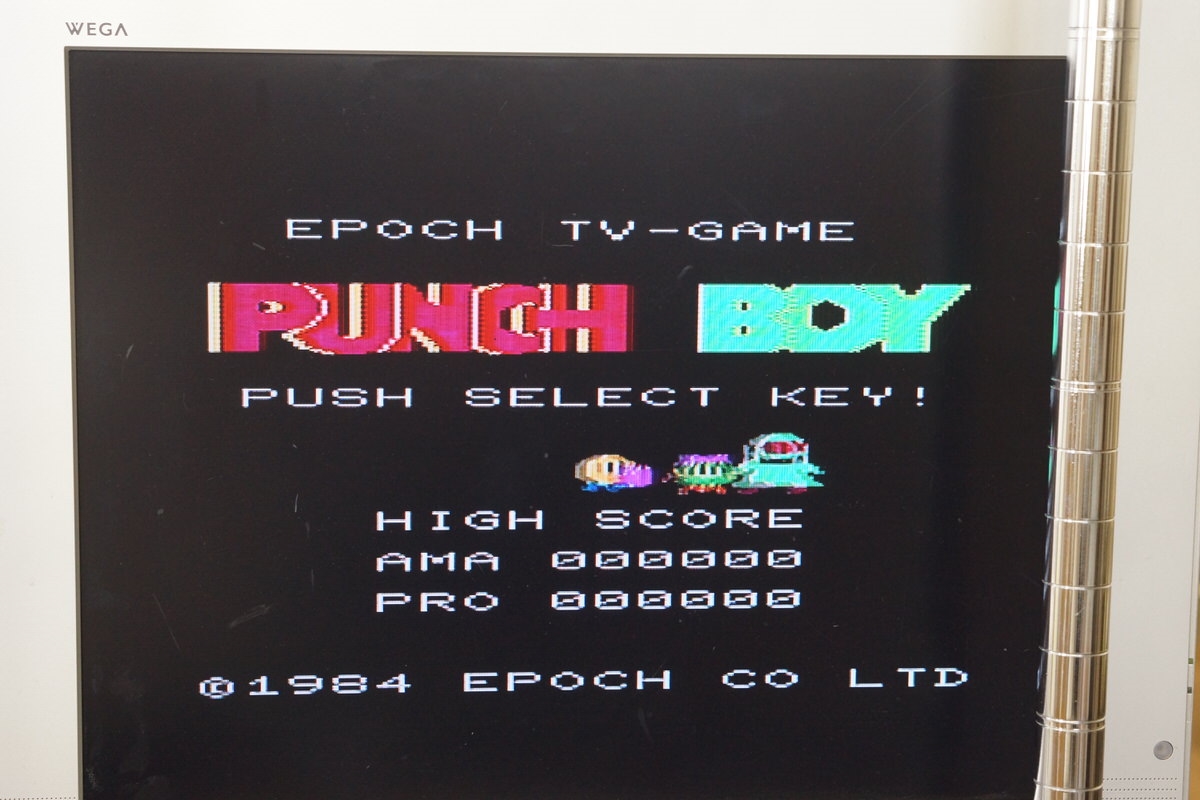 WEGA
EPOCH TV-GAME
PUNCH BOY
PUSH SELECT KEY!
HIGH SCORE
AMA 000000
PRO 000000
©1984 EPOCH CO LTD